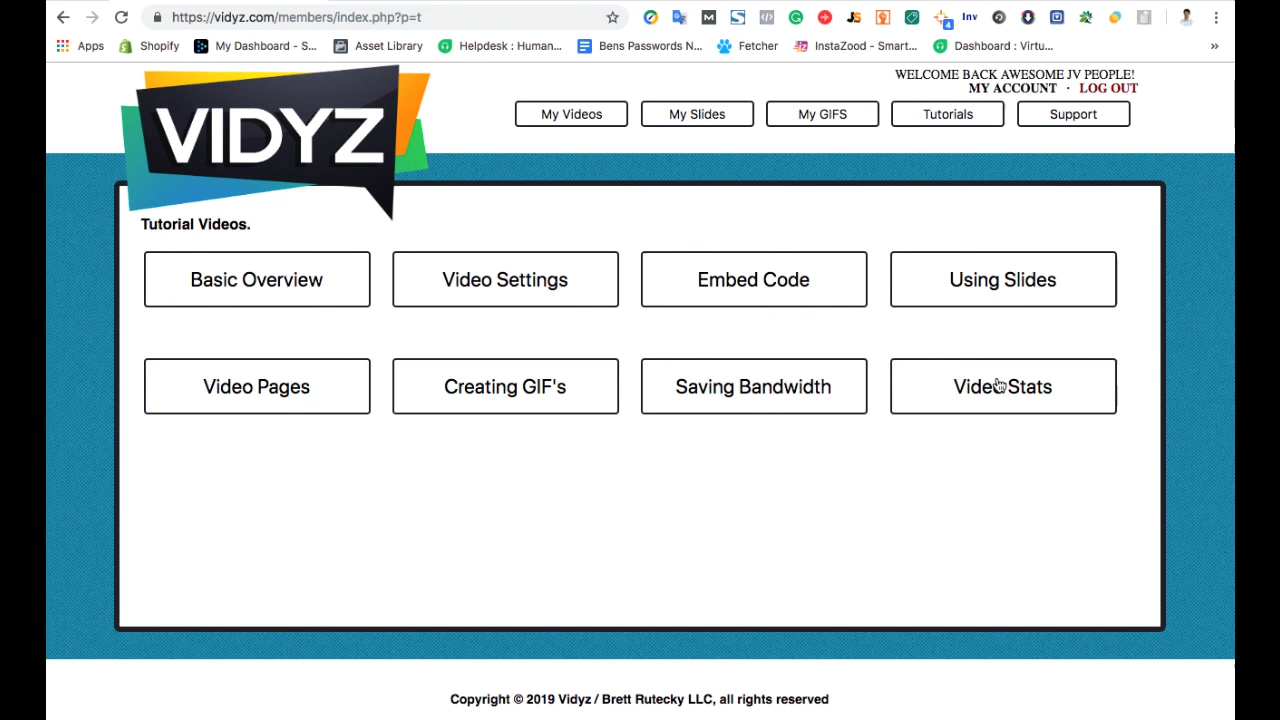 https://vidyz.com/members/index.php?p=t
M
S
JS
Inv
4
Apps
Shopify
My Dashboard - S...
Asset Library
Helpdesk : Human...
Bens Passwords N...
Fetcher
InstaZood - Smart...
Dashboard : Virtu...
»
VIDYZ
WELCOME BACK AWESOME JV PEOPLE!
MY ACCOUNT · LOG OUT
My Videos
My Slides
My GIFS
Tutorials
Support
Tutorial Videos.
Basic Overview
Video Settings
Embed Code
Using Slides
Video Pages
Creating GIF's
Saving Bandwidth
Video Stats
Copyright © 2019 Vidyz / Brett Rutecky LLC, all rights reserved